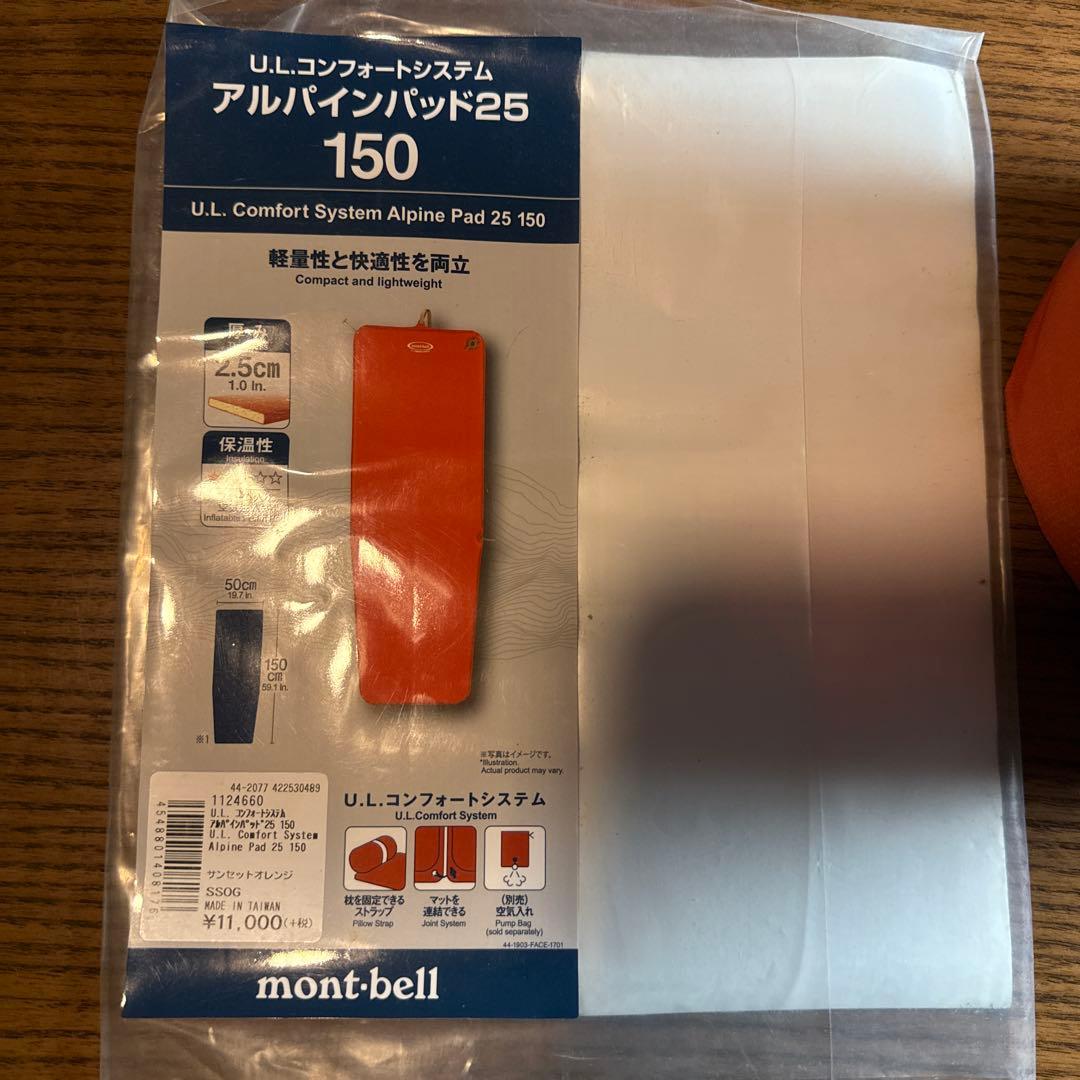 U.L.コンフォートシステム
アルパインパッド25
150
U.L. Comfort System Alpine Pad 25 150
軽量性と快適性を両立
Compact and lightweight
厚み
2.5cm
1.0 In.
保温性
Insulation
50cm
19.7 In.
150
cm
59.1 In.
※1
※写真はイメージです。
*Illustration.
Actual product may vary.
44-2077 422530489
1124660
U.L. コンフォートシステム
アルパインパッド25 150
U.L. Comfort System
Alpine Pad 25 150
サンセットオレンジ
SSOG
MADE IN TAIWAN
¥11,000(+税)
4548801408176
U.L.コンフォートシステム
U.L.Comfort System
枕を固定できる
ストラップ
Pillow Strap
マットを
連結できる
Joint System
(別売)
空気入れ
Pump Bag
(sold separately)
44-1903-FACE-1701
mont-bell